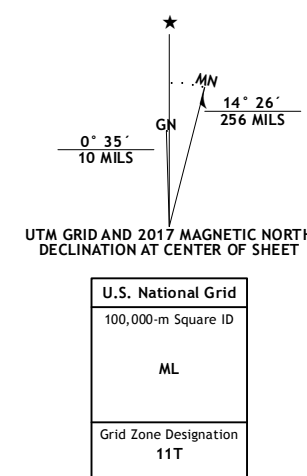 ★
MN
GN
14° 26´
256 MILS
0° 35´
10 MILS
UTM GRID AND 2017 MAGNETIC NORTH
DECLINATION AT CENTER OF SHEET
U.S. National Grid
100,000-m Square ID
ML
Grid Zone Designation
11T